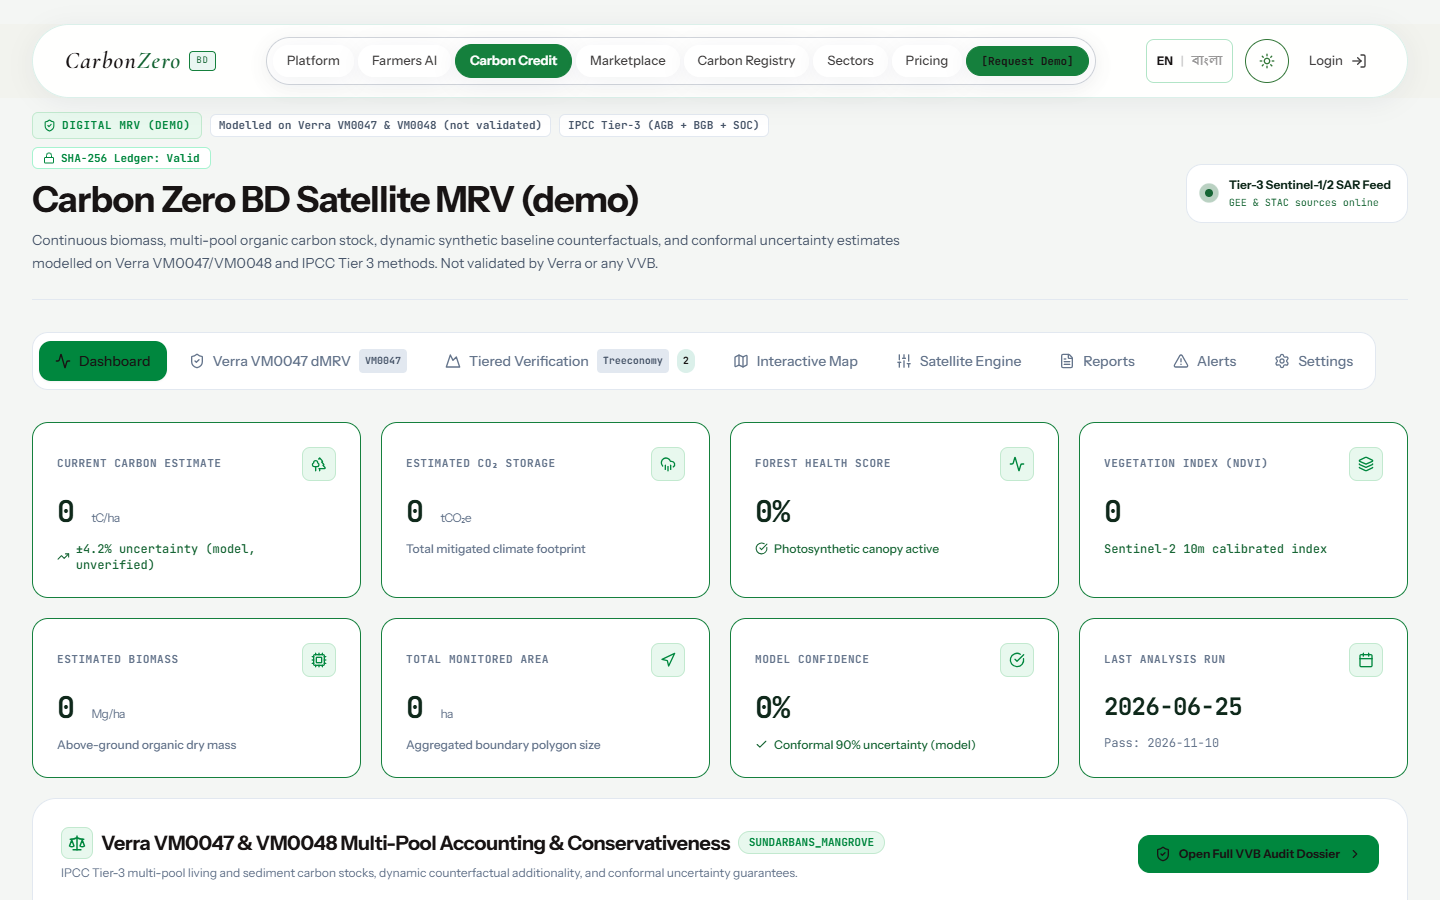 CarbonZero BD
Platform
Farmers AI
Carbon Credit
Marketplace
Carbon Registry
Sectors
Pricing
[Request Demo]
EN | বাংলা
Login
DIGITAL MRV (DEMO)
Modelled on Verra VM0047 & VM0048 (not validated)
IPCC Tier-3 (AGB + BGB + SOC)
SHA-256 Ledger: Valid
Carbon Zero BD Satellite MRV (demo)
Continuous biomass, multi-pool organic carbon stock, dynamic synthetic baseline counterfactuals, and conformal uncertainty estimates
modelled on Verra VM0047/VM0048 and IPCC Tier 3 methods. Not validated by Verra or any VVB.
Tier-3 Sentinel-1/2 SAR Feed
GEE & STAC sources online
Dashboard
Verra VM0047 dMRV VM0047
Tiered Verification Treeconomy 2
Interactive Map
Satellite Engine
Reports
Alerts
Settings
CURRENT CARBON ESTIMATE
0 tC/ha
±4.2% uncertainty (model,
unverified)
ESTIMATED CO₂ STORAGE
0 tCO₂e
Total mitigated climate footprint
FOREST HEALTH SCORE
0%
Photosynthetic canopy active
VEGETATION INDEX (NDVI)
0
Sentinel-2 10m calibrated index
ESTIMATED BIOMASS
0 Mg/ha
Above-ground organic dry mass
TOTAL MONITORED AREA
0 ha
Aggregated boundary polygon size
MODEL CONFIDENCE
0%
Conformal 90% uncertainty (model)
LAST ANALYSIS RUN
2026-06-25
Pass: 2026-11-10
Verra VM0047 & VM0048 Multi-Pool Accounting & Conservativeness SUNDARBANS_MANGROVE
IPCC Tier-3 multi-pool living and sediment carbon stocks, dynamic counterfactual additionality, and conformal uncertainty guarantees.
Open Full VVB Audit Dossier